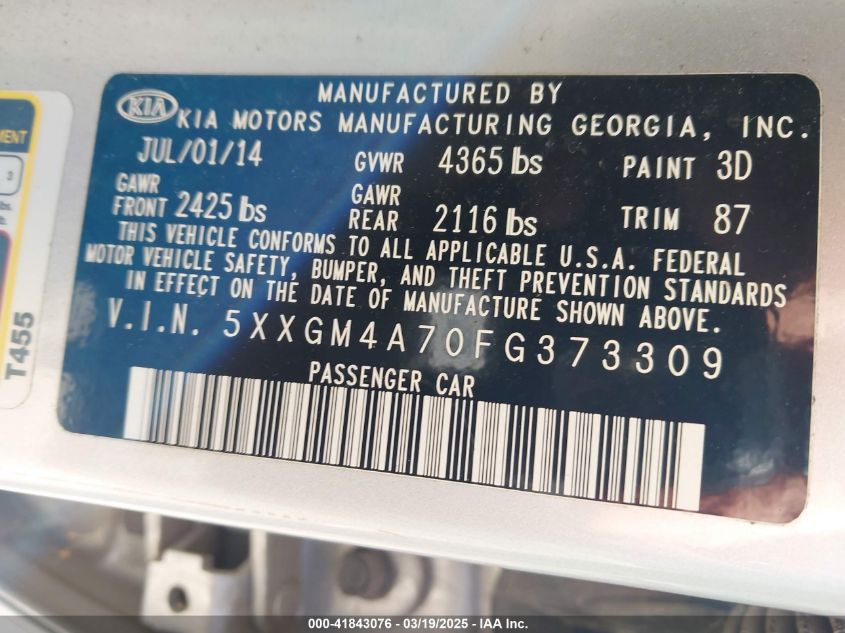 MANUFACTURED BY
KIA KIA MOTORS MANUFACTURING GEORGIA, INC.
JUL/01/14 GVWR 4365 lbs PAINT 3D
GAWR FRONT 2425 lbs GAWR REAR 2116 lbs TRIM 87
THIS VEHICLE CONFORMS TO ALL APPLICABLE U.S.A. FEDERAL
MOTOR VEHICLE SAFETY, BUMPER, AND THEFT PREVENTION STANDARDS
IN EFFECT ON THE DATE OF MANUFACTURE SHOWN ABOVE.
V.I.N. 5XXGM4A70FG373309
PASSENGER CAR
3
T455
000-41843076 / 03/19/2025 / IAA Inc.